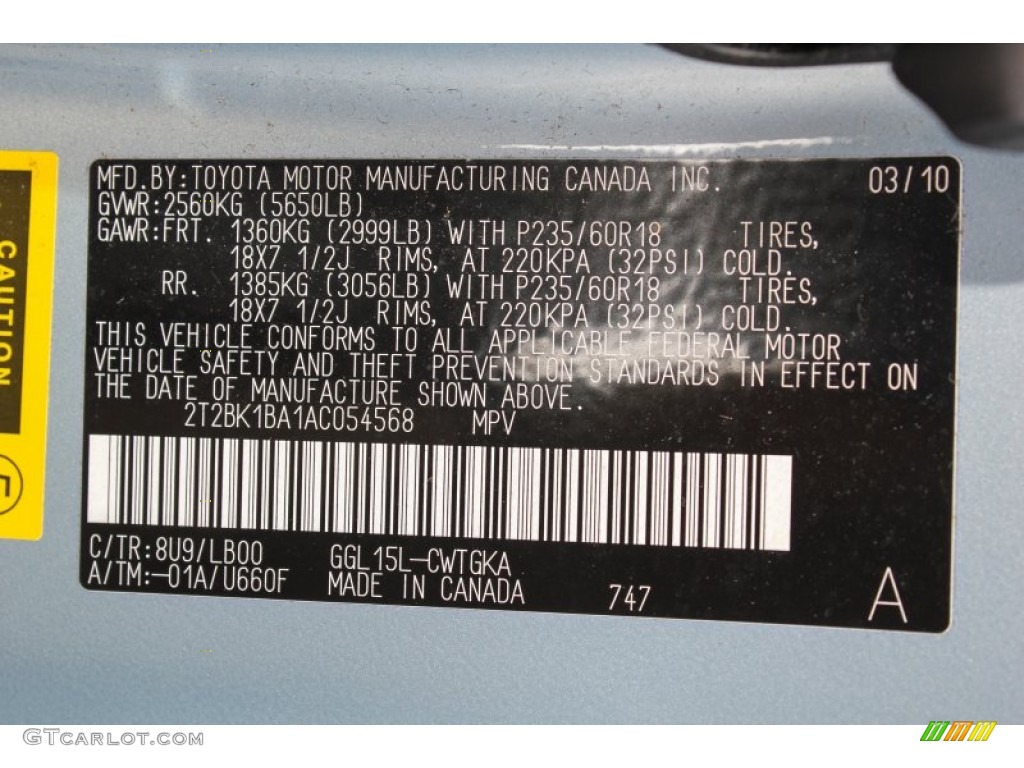 MFD.BY:TOYOTA MOTOR MANUFACTURING CANADA INC. 03/10
GVWR:2560KG (5650LB)
GAWR:FRT. 1360KG (2999LB) WITH P235/60R18 TIRES,
18X7 1/2J RIMS, AT 220KPA (32PSI) COLD.
RR. 1385KG (3056LB) WITH P235/60R18 TIRES,
18X7 1/2J RIMS, AT 220KPA (32PSI) COLD.
THIS VEHICLE CONFORMS TO ALL APPLICABLE FEDERAL MOTOR
VEHICLE SAFETY AND THEFT PREVENTION STANDARDS IN EFFECT ON
THE DATE OF MANUFACTURE SHOWN ABOVE.
2T2BK1BA1AC054568 MPV
C/TR:8U9/LB00 GGL15L-CWTGKA
A/TM:-01A/U660F MADE IN CANADA 747 A
CAUTION
GTCarLot.com